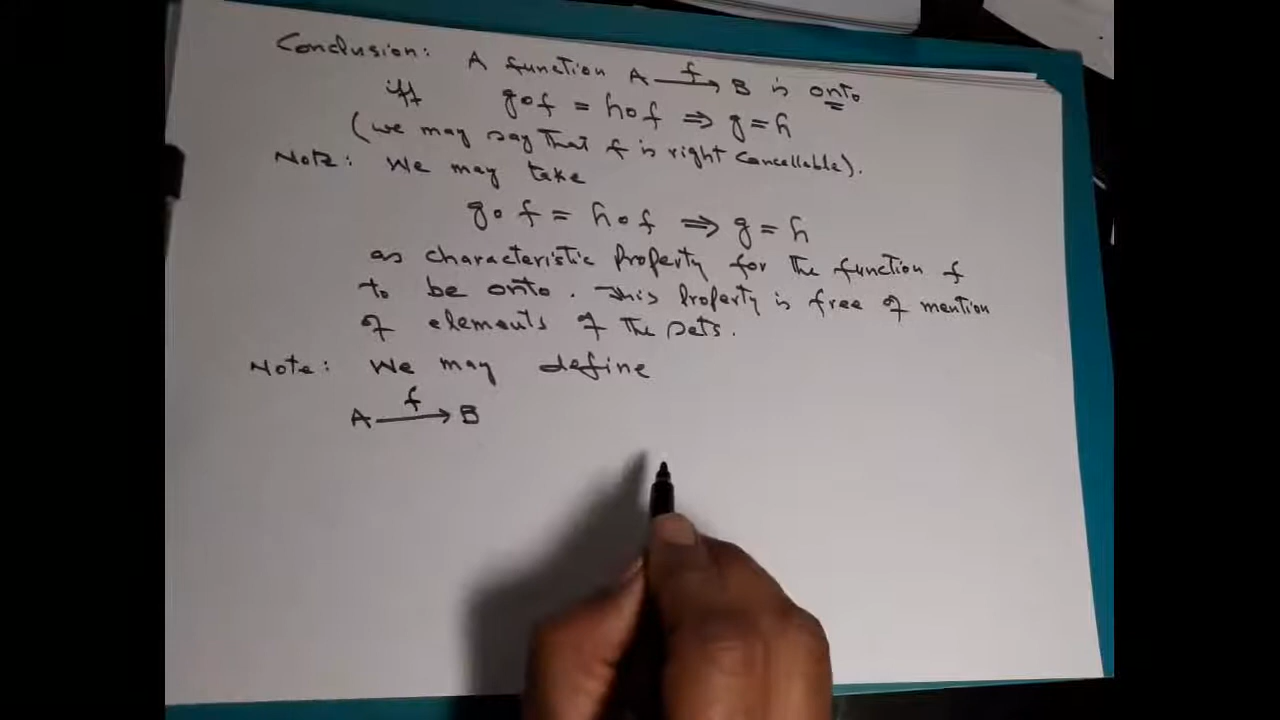 Conclusion: A function A f→ B is onto
iff g∘f = h∘f ⇒ g=h
(we may say that f is right cancellable).
Note: We may take
g∘f = h∘f ⇒ g=h
as characteristic property for the function f
to be onto. This property is free of mention
of elements of the sets.
Note: We may define
A f→ B